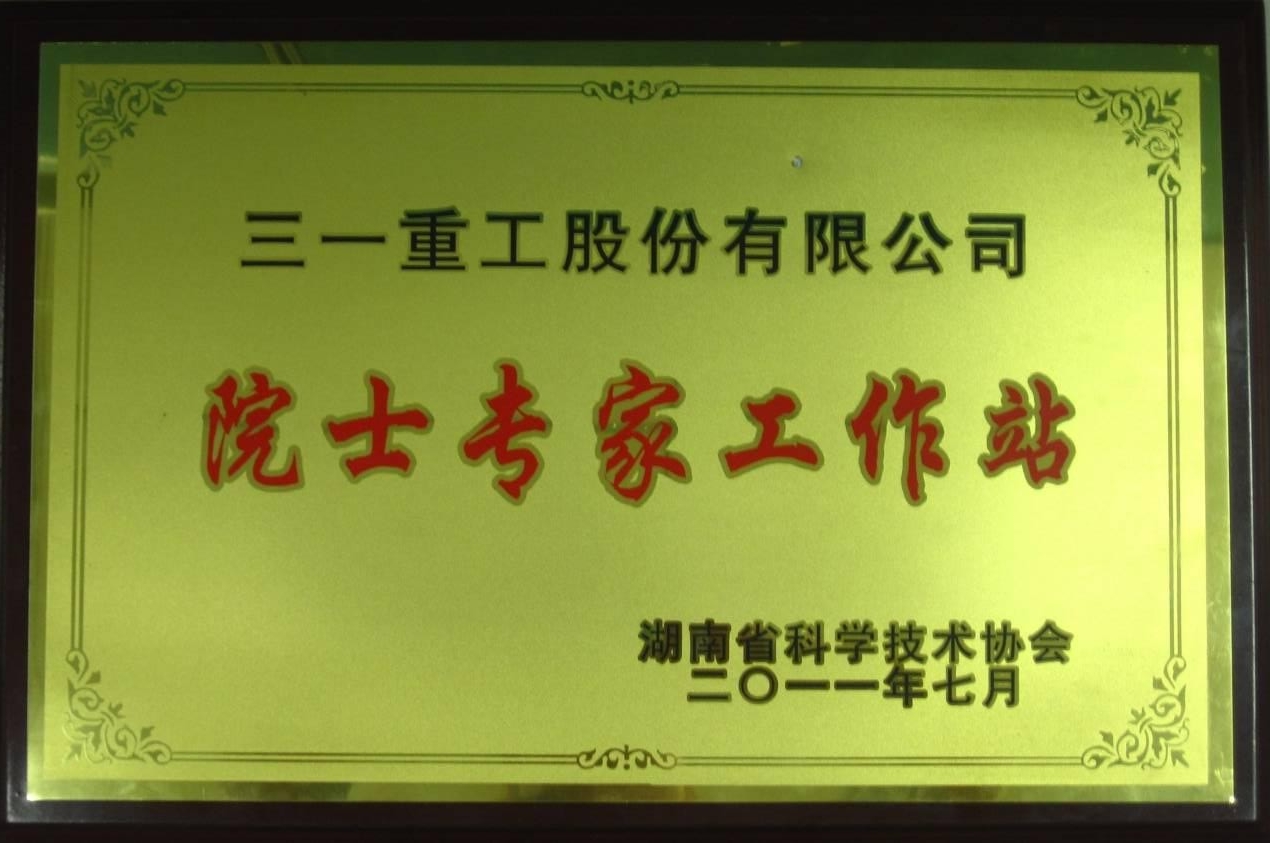 三一重工股份有限公司
院士专家工作站
湖南省科学技术协会
二〇一一年七月